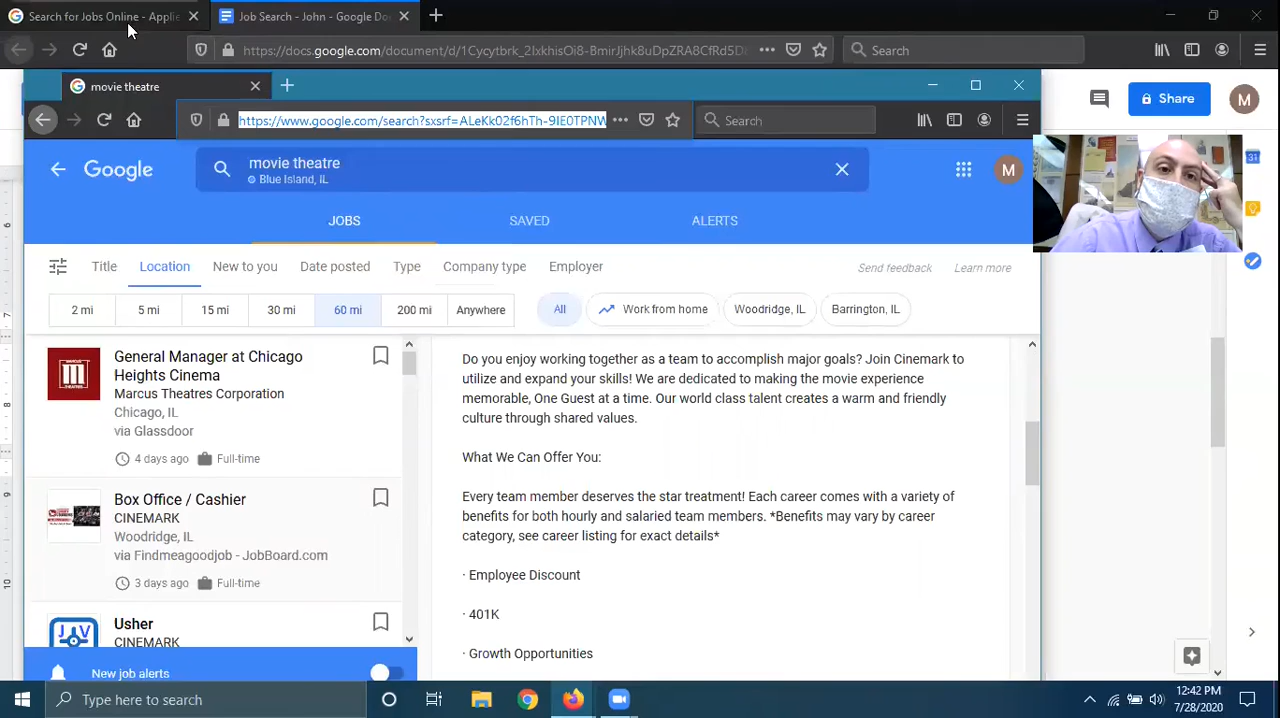 Search for Jobs Online - Applie
Job Search - John - Google Do
https://docs.google.com/document/d/1Cycytbrk_2lxkhisOi8-BmirJjhk8uDpZRA8CfRd5D
Search
movie theatre
Share
M
https://www.google.com/search?sxsrf=ALeKk02f6hTh-9IE0TPNW
Search
Google
movie theatre
Blue Island, IL
M
JOBS
SAVED
ALERTS
Title
Location
New to you
Date posted
Type
Company type
Employer
Send feedback
Learn more
2 mi
5 mi
15 mi
30 mi
60 mi
200 mi
Anywhere
All
Work from home
Woodridge, IL
Barrington, IL
General Manager at Chicago
Heights Cinema
Marcus Theatres Corporation
Chicago, IL
via Glassdoor
4 days ago
Full-time
Box Office / Cashier
CINEMARK
Woodridge, IL
via Findmeagoodjob - JobBoard.com
3 days ago
Full-time
Usher
CINEMARK
New job alerts
Do you enjoy working together as a team to accomplish major goals? Join Cinemark to
utilize and expand your skills! We are dedicated to making the movie experience
memorable, One Guest at a time. Our world class talent creates a warm and friendly
culture through shared values.
What We Can Offer You:
Every team member deserves the star treatment! Each career comes with a variety of
benefits for both hourly and salaried team members. *Benefits may vary by career
category, see career listing for exact details*
· Employee Discount
· 401K
· Growth Opportunities
6
7
8
9
10
31
Type here to search
12:42 PM
7/28/2020